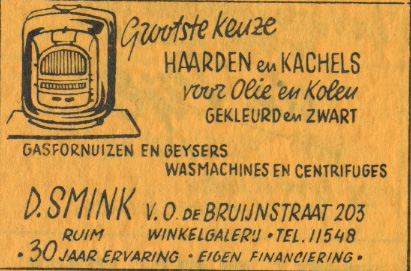 Grootste keuze
HAARDEN en KACHELS
voor Olie en Kolen
GEKLEURD en ZWART
GASFORNUIZEN EN GEYSERS
WASMACHINES EN CENTRIFUGES
D. SMINK V. O. DE BRUIJNSTRAAT 203
RUIM WINKELGALERIJ • TEL. 11548
• 30 JAAR ERVARING • EIGEN FINANCIERING •